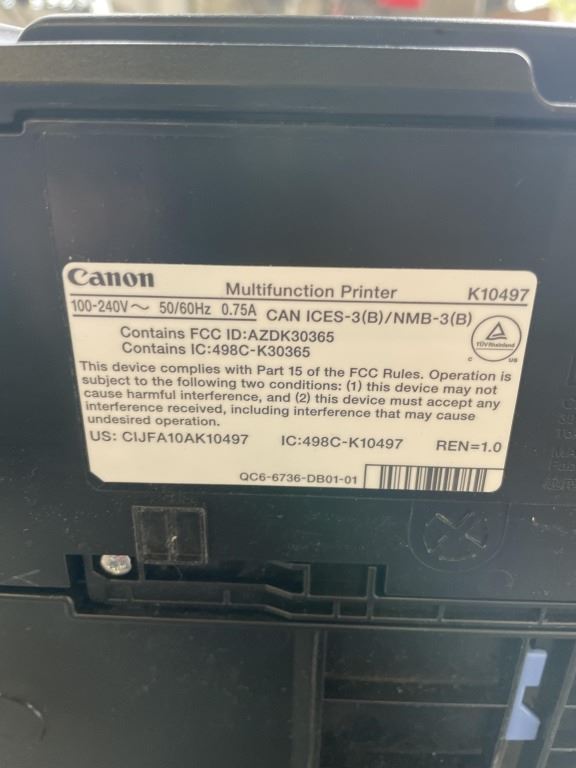 Canon
Multifunction Printer K10497
100-240V～ 50/60Hz 0.75A CAN ICES-3(B)/NMB-3(B)
Contains FCC ID:AZDK30365
Contains IC:498C-K30365
TÜVRheinland
C US
This device complies with Part 15 of the FCC Rules. Operation is
subject to the following two conditions: (1) this device may not
cause harmful interference, and (2) this device must accept any
interference received, including interference that may cause
undesired operation.
US: CIJFA10AK10497 IC:498C-K10497 REN=1.0
QC6-6736-DB01-01